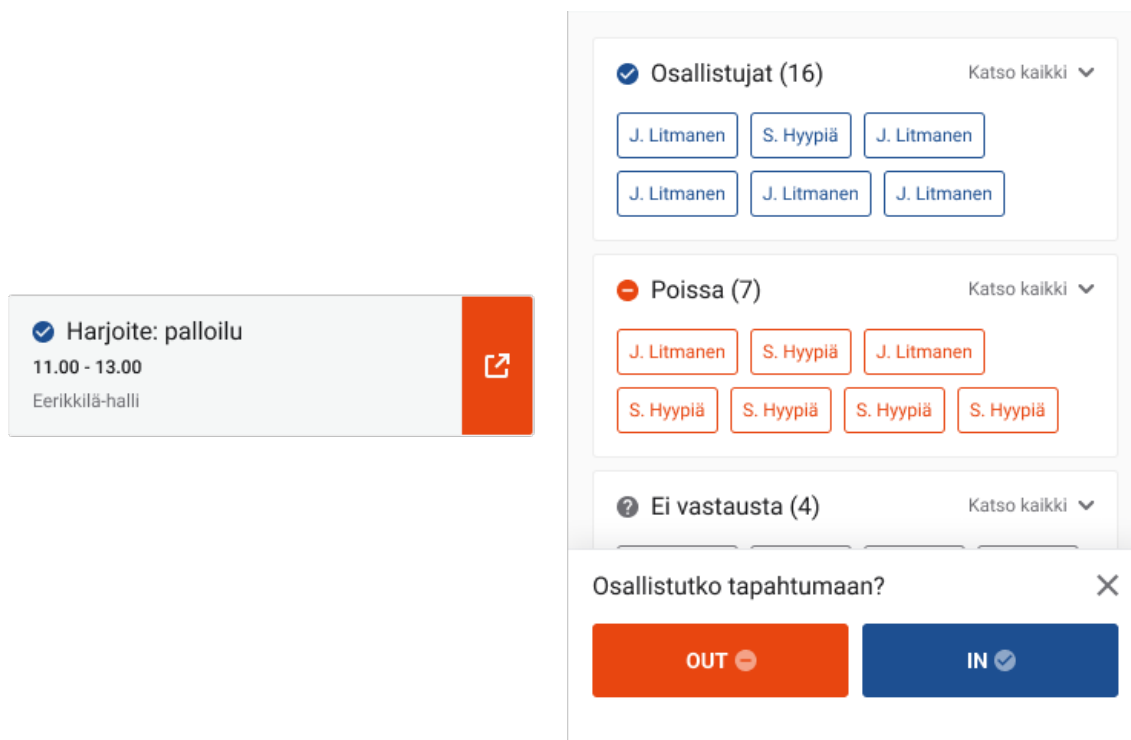 Harjoite: palloilu
11.00 - 13.00
Eerikkilä-halli
Osallistujat (16) Katso kaikki
J. Litmanen S. Hyypiä J. Litmanen
J. Litmanen J. Litmanen J. Litmanen
Poissa (7) Katso kaikki
J. Litmanen S. Hyypiä J. Litmanen
S. Hyypiä S. Hyypiä S. Hyypiä S. Hyypiä
Ei vastausta (4) Katso kaikki
Osallistutko tapahtumaan?
OUT IN